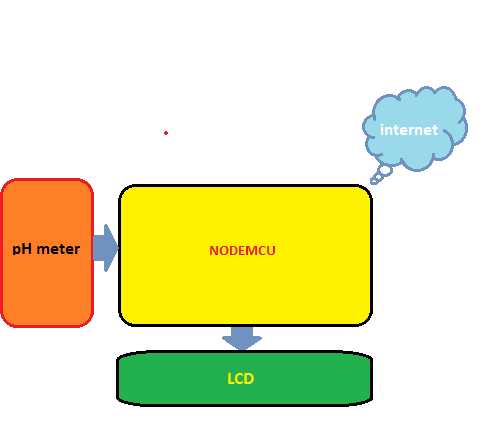 internet
pH meter
NODEMCU
LCD